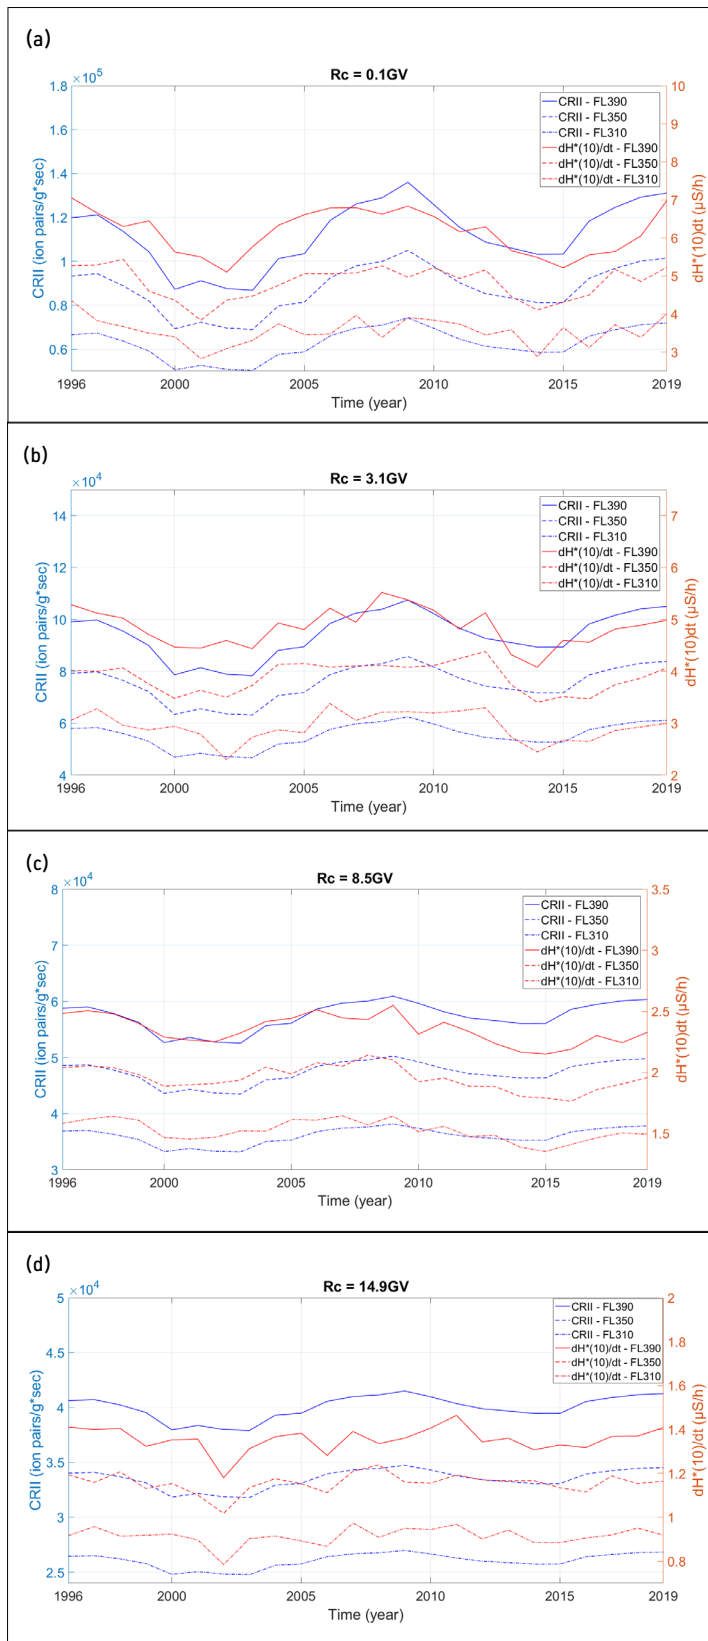 (a)
Rc = 0.1GV
×10⁵
1.8
1.6
1.4
1.2
1
0.8
0.6
CRII (ion pairs/g*sec)
10
9
8
7
6
5
4
3
dH*(10)dt (µS/h)
CRII - FL390
CRII - FL350
CRII - FL310
dH*(10)/dt - FL390
dH*(10)/dt - FL350
dH*(10)/dt - FL310
1996 2000 2005 2010 2015 2019
Time (year)
(b)
Rc = 3.1GV
×10⁴
14
12
10
8
6
4
CRII (ion pairs/g*sec)
7
6
5
4
3
2
dH*(10)dt (µS/h)
CRII - FL390
CRII - FL350
CRII - FL310
dH*(10)/dt - FL390
dH*(10)/dt - FL350
dH*(10)/dt - FL310
1996 2000 2005 2010 2015 2019
Time (year)
(c)
Rc = 8.5GV
×10⁴
8
7
6
5
4
3
CRII (ion pairs/g*sec)
3.5
3
2.5
2
1.5
dH*(10)/dt (µS/h)
CRII - FL390
CRII - FL350
CRII - FL310
dH*(10)/dt - FL390
dH*(10)/dt - FL350
dH*(10)/dt - FL310
1996 2000 2005 2010 2015 2019
Time (year)
(d)
Rc = 14.9GV
×10⁴
5
4.5
4
3.5
3
2.5
CRII (ion pairs/g*sec)
2
1.8
1.6
1.4
1.2
1
0.8
dH*(10)/dt (µS/h)
CRII - FL390
CRII - FL350
CRII - FL310
dH*(10)/dt - FL390
dH*(10)/dt - FL350
dH*(10)/dt - FL310
1996 2000 2005 2010 2015 2019
Time (year)